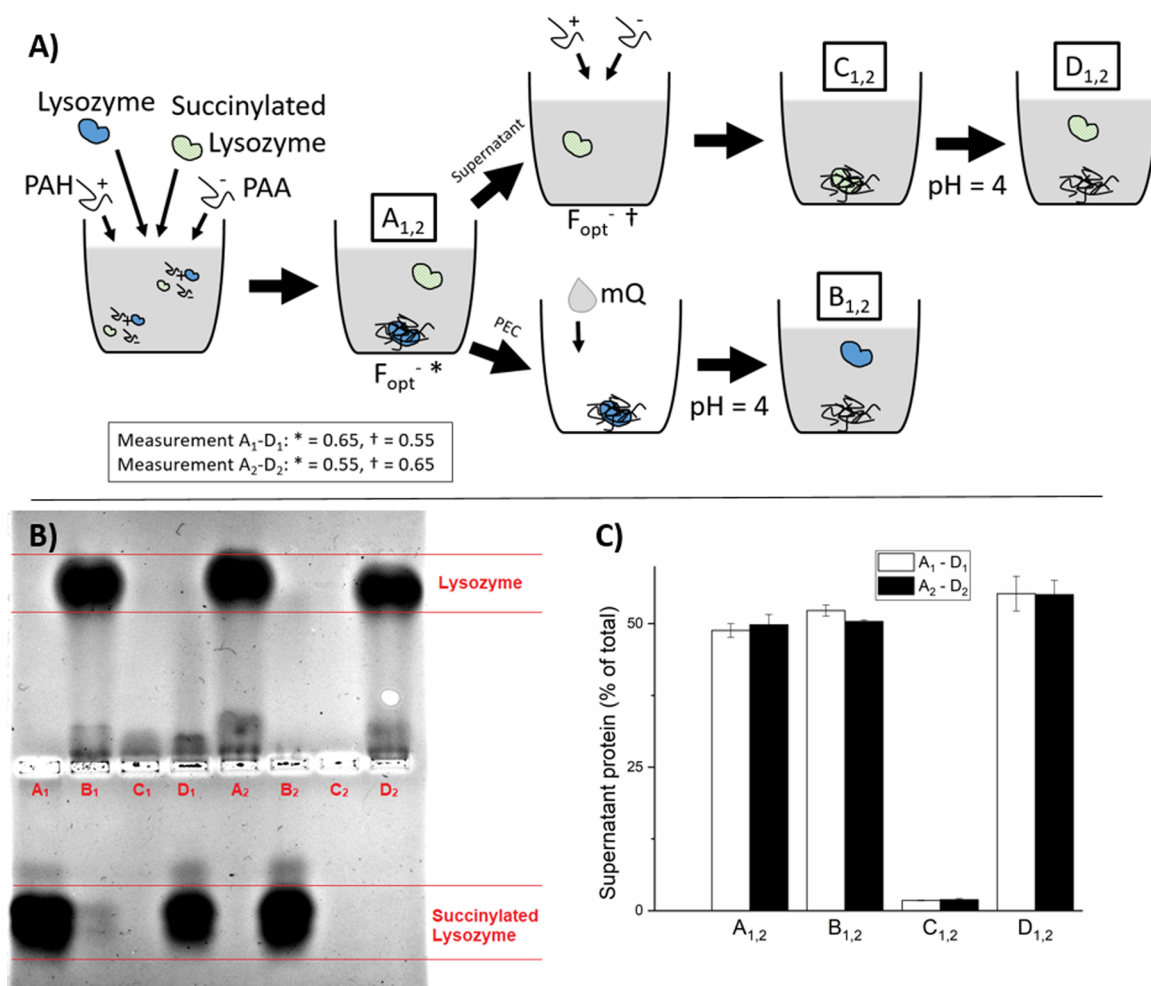 A)
Lysozyme
Succinylated
Lysozyme
PAH
+
-
PAA
A1,2
Fopt- *
Supernatant
PEC
+
-
Fopt- †
C1,2
pH = 4
D1,2
mQ
pH = 4
B1,2
Measurement A1-D1: * = 0.65, † = 0.55
Measurement A2-D2: * = 0.55, † = 0.65
B)
Lysozyme
A1 B1 C1 D1 A2 B2 C2 D2
Succinylated
Lysozyme
C)
A1 - D1
A2 - D2
Supernatant protein (% of total)
50
25
0
A1,2 B1,2 C1,2 D1,2